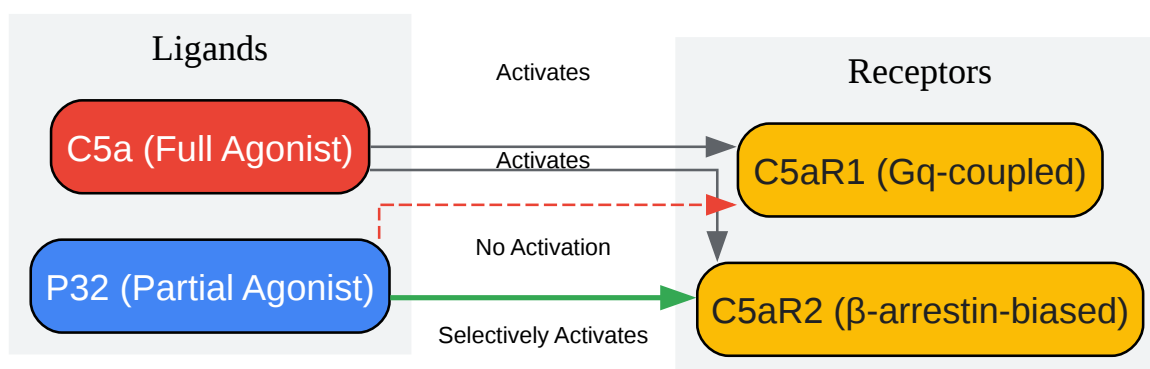 Ligands
Receptors
Activates
C5a (Full Agonist)
Activates
C5aR1 (Gq-coupled)
No Activation
P32 (Partial Agonist)
C5aR2 (β-arrestin-biased)
Selectively Activates